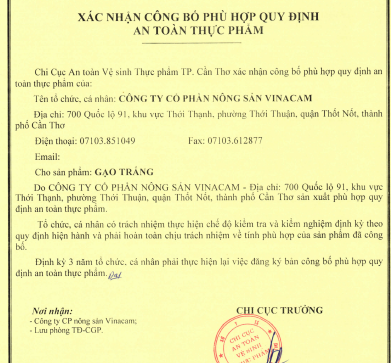 XÁC NHẬN CÔNG BỐ PHÙ HỢP QUY ĐỊNH
AN TOÀN THỰC PHẨM
Chi Cục An toàn Vệ sinh Thực phẩm TP. Cần Thơ xác nhận công bố phù hợp quy định an
toàn thực phẩm của:
Tên tổ chức, cá nhân: CÔNG TY CỔ PHẦN NÔNG SẢN VINACAM
Địa chỉ: 700 Quốc lộ 91, khu vực Thới Thạnh, phường Thới Thuận, quận Thốt Nốt, thành
phố Cần Thơ
Điện thoại: 07103.851049 Fax: 07103.612877
Email:
Cho sản phẩm: GẠO TRẮNG
Do CÔNG TY CỔ PHẦN NÔNG SẢN VINACAM - Địa chỉ: 700 Quốc lộ 91, khu vực
Thới Thạnh, phường Thới Thuận, quận Thốt Nốt, thành phố Cần Thơ sản xuất phù hợp quy
định an toàn thực phẩm.
Tổ chức, cá nhân có trách nhiệm thực hiện chế độ kiểm tra và kiểm nghiệm định kỳ theo
quy định hiện hành và phải hoàn toàn chịu trách nhiệm về tính phù hợp của sản phẩm đã công
bố.
Định kỳ 3 năm tổ chức, cá nhân phải thực hiện lại việc đăng ký bản công bố phù hợp quy
định an toàn thực phẩm.
Nơi nhận:
- Công ty CP nông sản Vinacam;
- Lưu phòng TĐ-CGP.
CHI CỤC TRƯỞNG
CHI CỤC
AN TOÀN
VỆ SINH
THỰC PHẨM